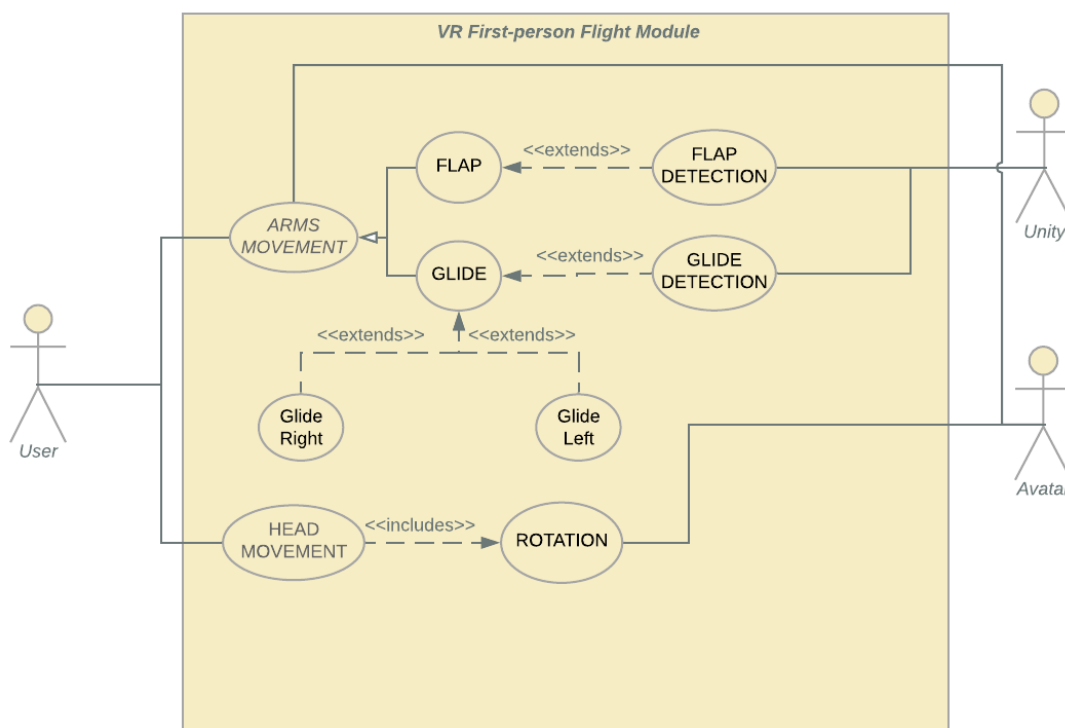 VR First-person Flight Module
<<extends>>
FLAP
FLAP
DETECTION
ARMS
MOVEMENT
Unity
<<extends>>
GLIDE
GLIDE
DETECTION
<<extends>>
<<extends>>
Glide
Right
Glide
Left
User
Avatar
<<includes>>
HEAD
MOVEMENT
ROTATION